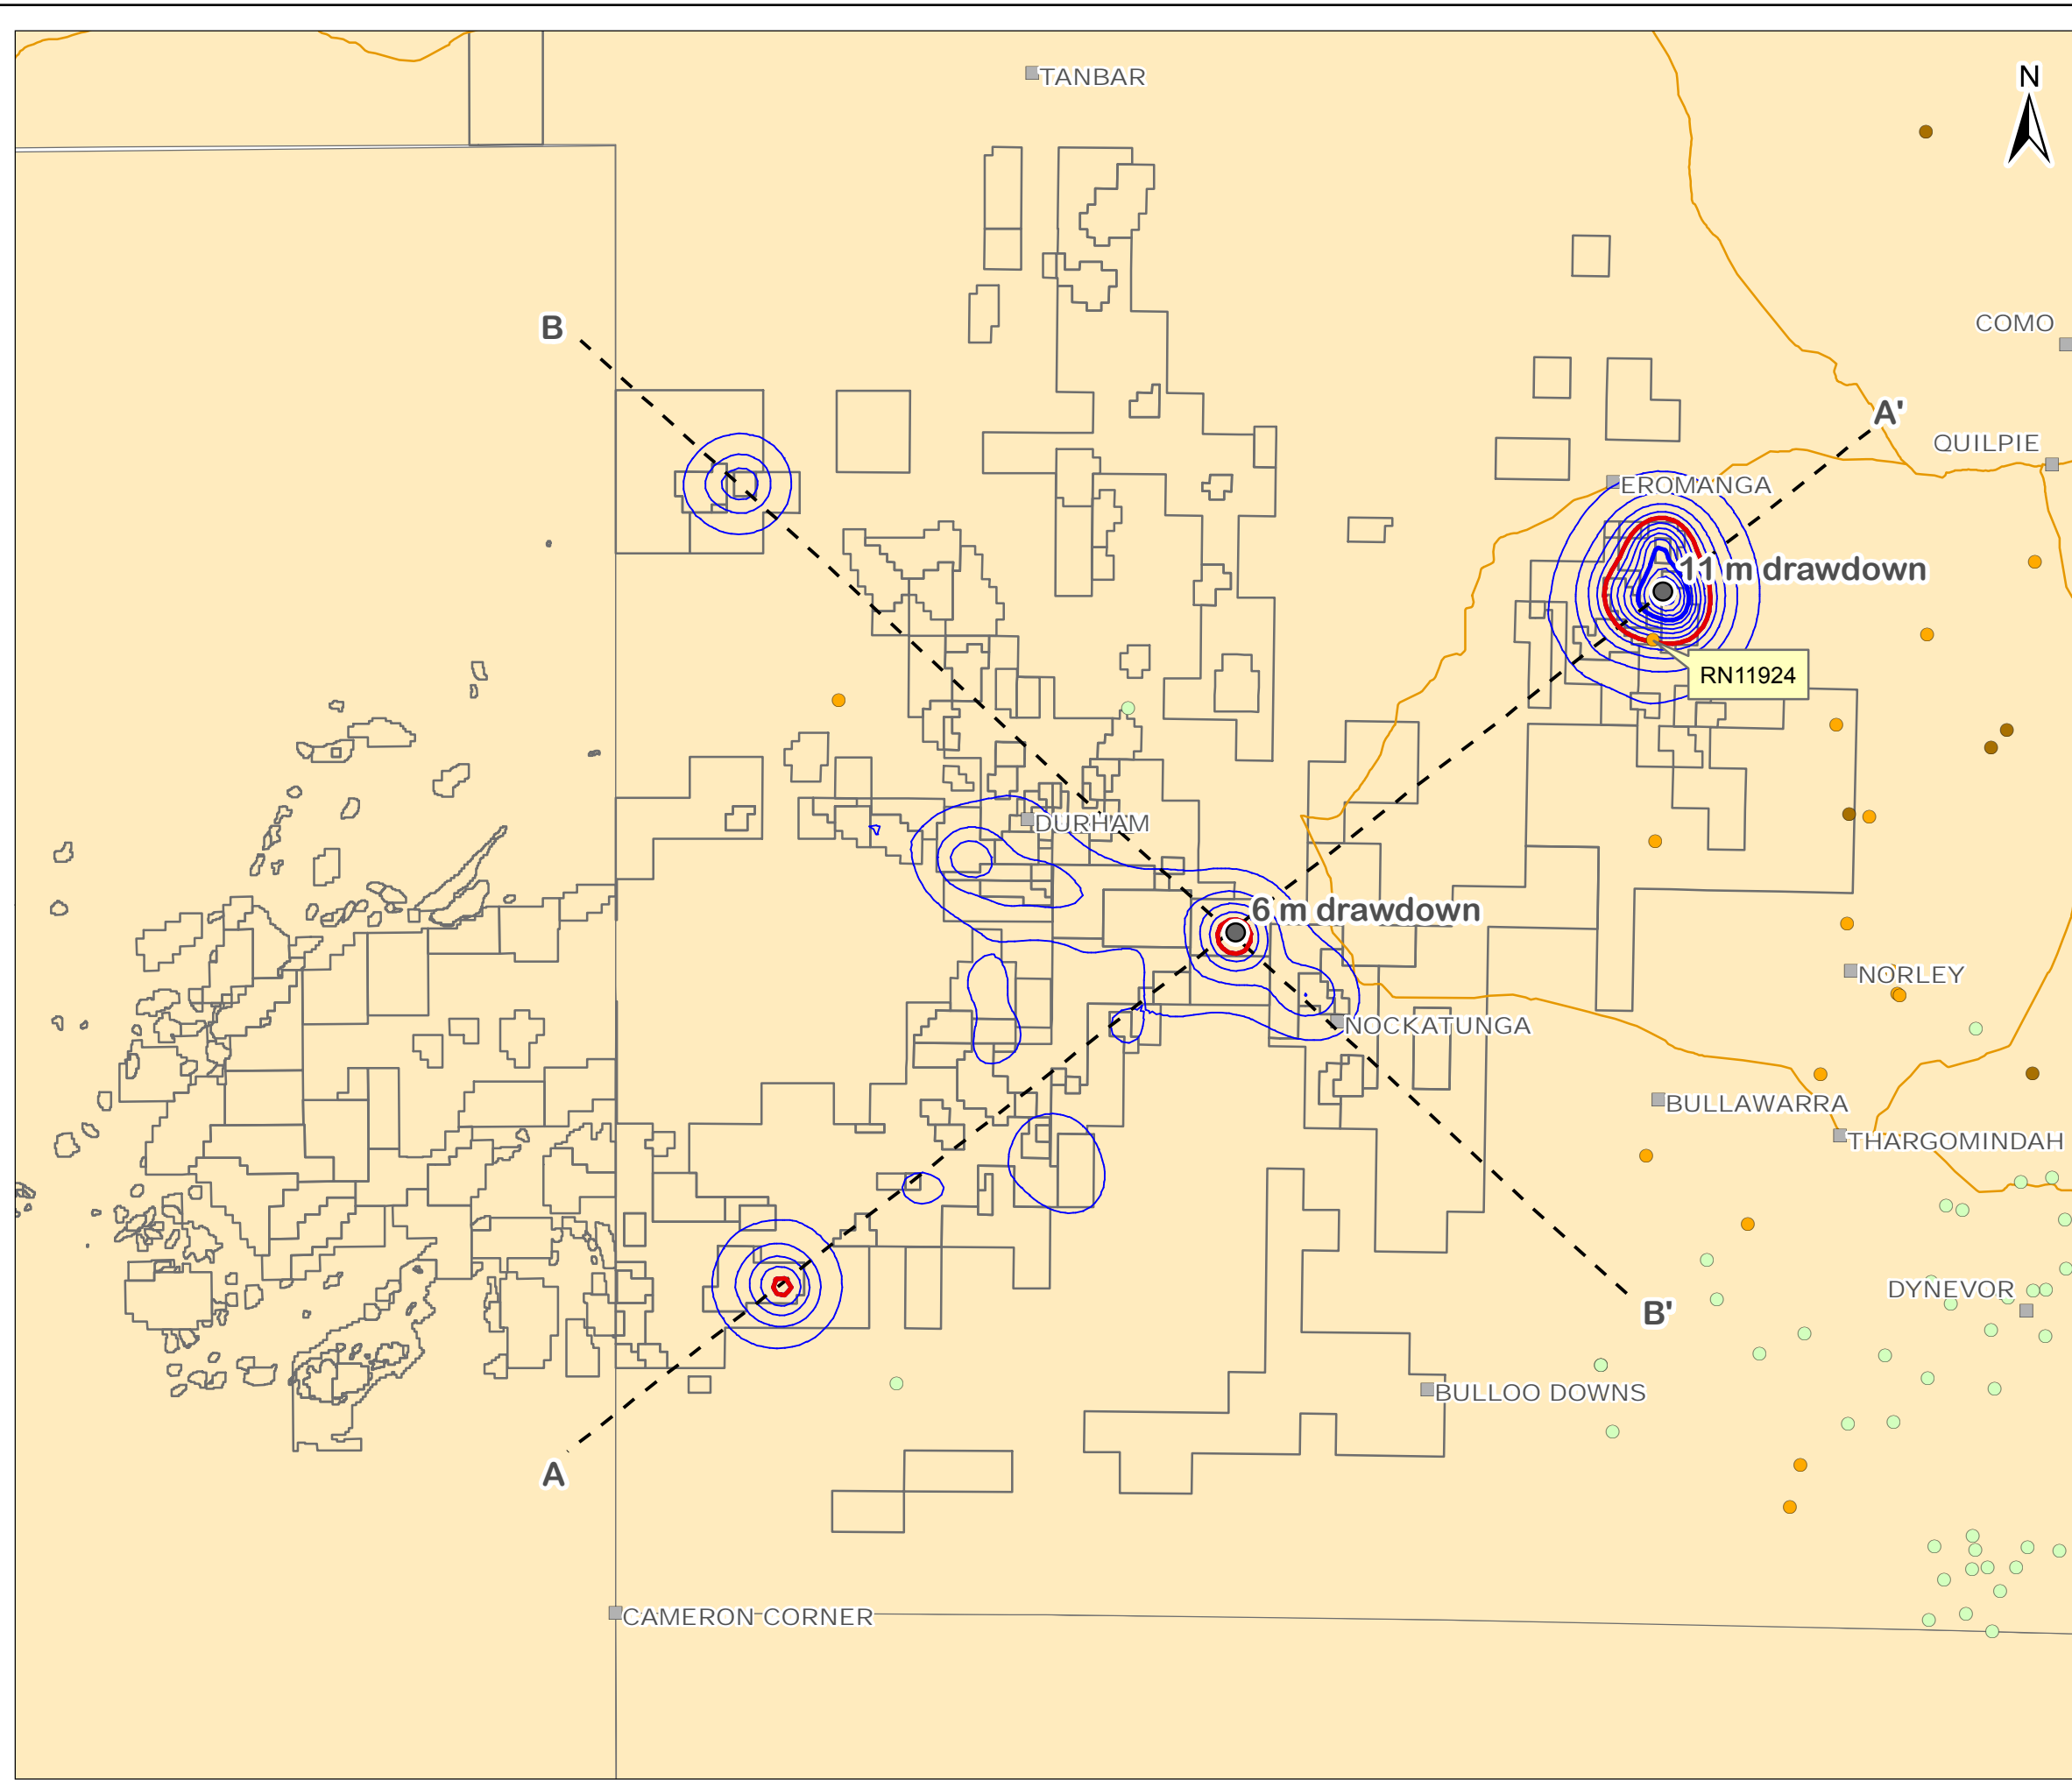 TANBAR
N
COMO
B
A'
QUILPIE
EROMANGA
11 m drawdown
RN11924
DURHAM
6 m drawdown
NORLEY
NOCKATUNGA
BULLAWARRA
THARGOMINDAH
DYNEVOR
B'
BULLOO DOWNS
A
CAMERON CORNER